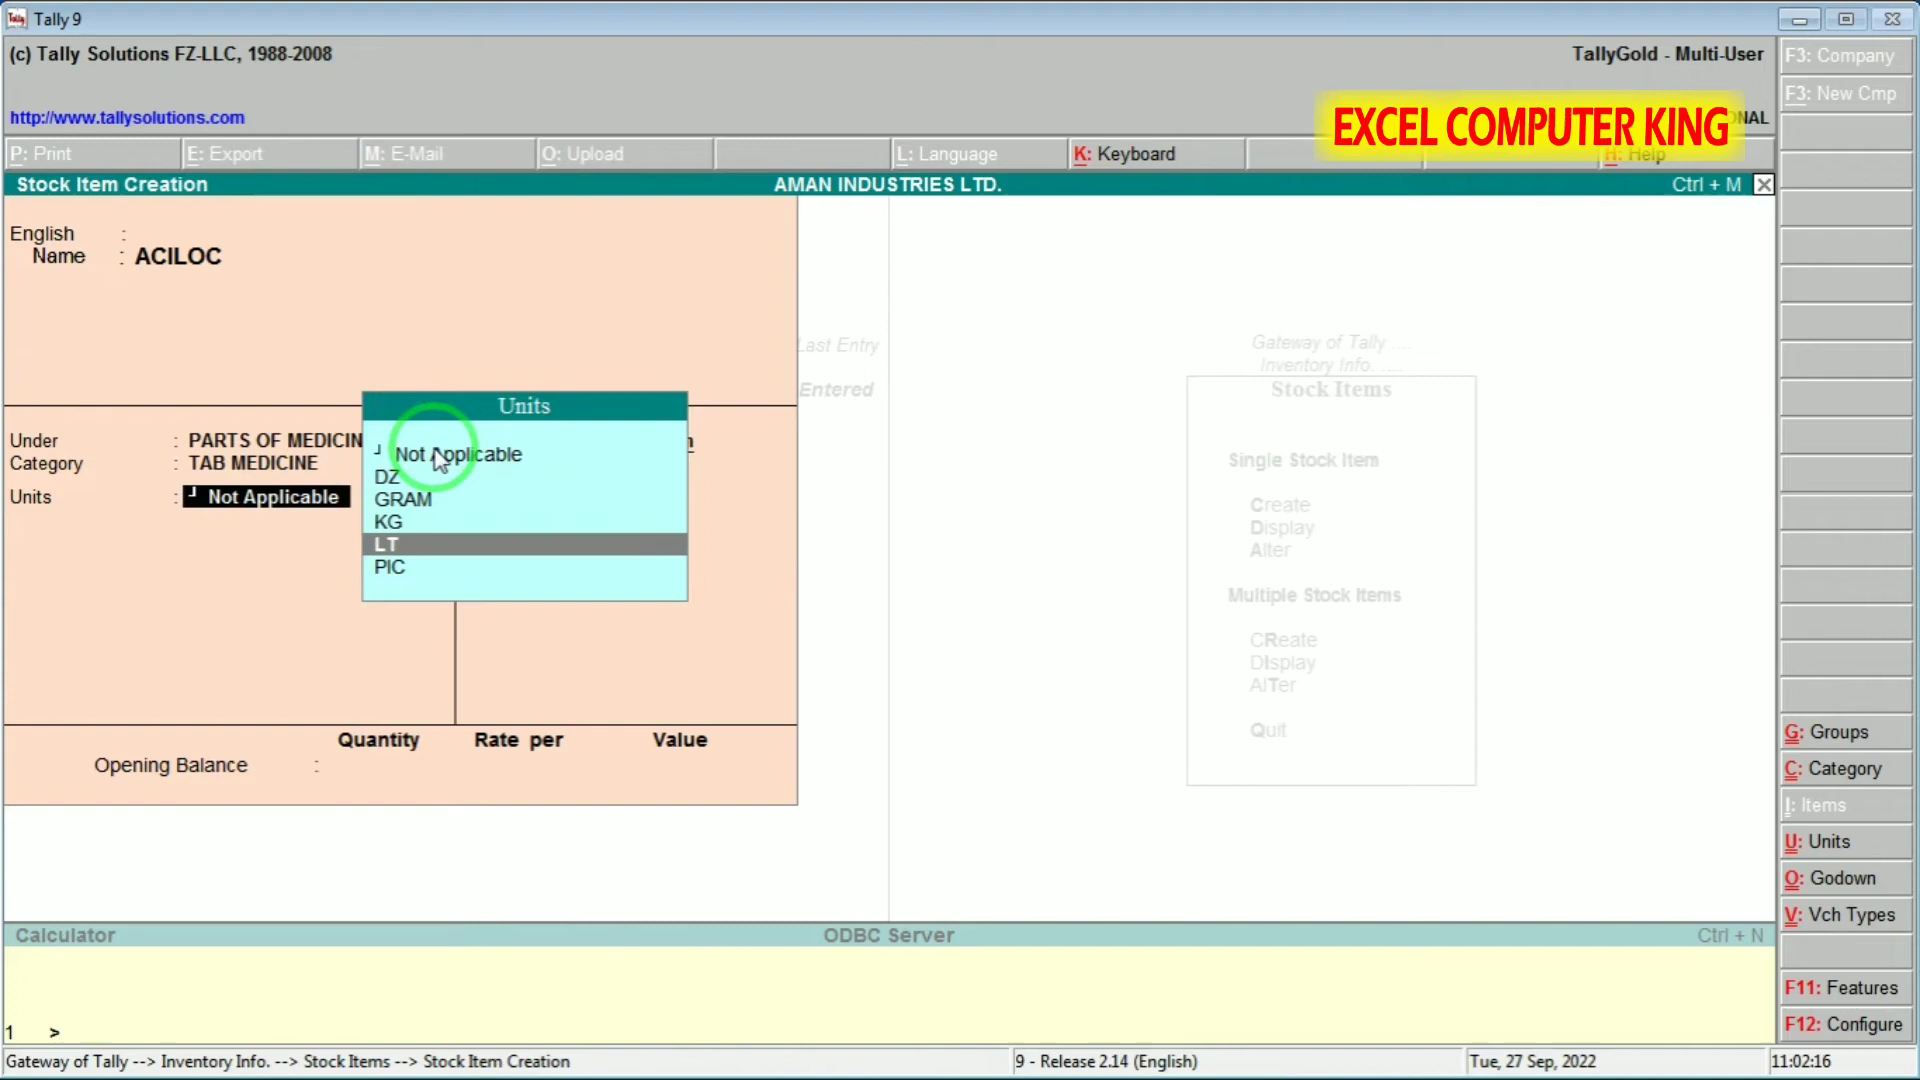 Tally 9
(c) Tally Solutions FZ-LLC, 1988-2008
TallyGold - Multi-User
http://www.tallysolutions.com
EXCEL COMPUTER KING
P: Print
E: Export
M: E-Mail
O: Upload
L: Language
K: Keyboard
H: Help
Stock Item Creation
AMAN INDUSTRIES LTD.
Ctrl + M
English :
Name : ACILOC
Under : PARTS OF MEDICIN
Category : TAB MEDICINE
Units : Not Applicable
Units
Not Applicable
DZ
GRAM
KG
LT
PIC
Quantity Rate per Value
Opening Balance :
Last Entry
Entered
Gateway of Tally ....
Inventory Info. ....
Stock Items
Single Stock Item
Create
Display
Alter
Multiple Stock Items
CReate
DIsplay
AlTer
Quit
F3: Company
F3: New Cmp
G: Groups
C: Category
I: Items
U: Units
O: Godown
V: Vch Types
F11: Features
F12: Configure
Calculator
ODBC Server
Ctrl + N
1 >
Gateway of Tally --> Inventory Info. --> Stock Items --> Stock Item Creation
9 - Release 2.14 (English)
Tue, 27 Sep, 2022
11:02:16